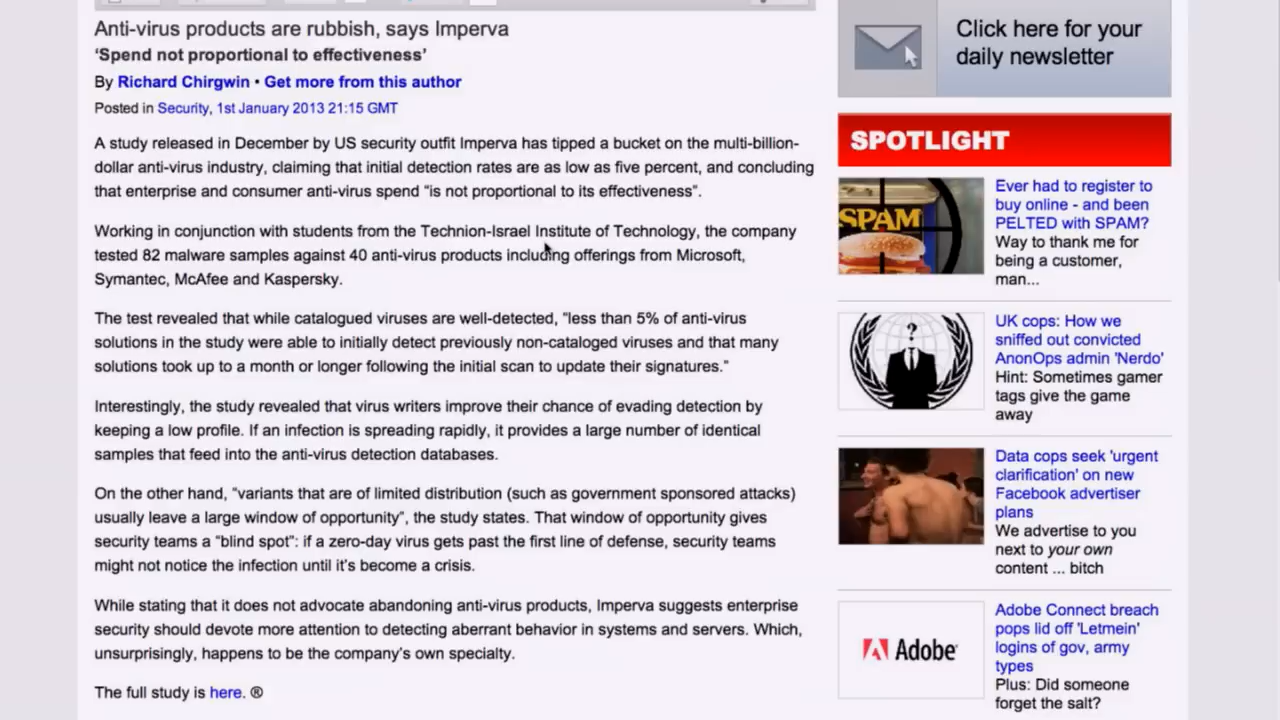 Anti-virus products are rubbish, says Imperva
‘Spend not proportional to effectiveness’
By Richard Chirgwin • Get more from this author
Posted in Security, 1st January 2013 21:15 GMT
A study released in December by US security outfit Imperva has tipped a bucket on the multi-billion-
dollar anti-virus industry, claiming that initial detection rates are as low as five percent, and concluding
that enterprise and consumer anti-virus spend “is not proportional to its effectiveness”.
Working in conjunction with students from the Technion-Israel Institute of Technology, the company
tested 82 malware samples against 40 anti-virus products including offerings from Microsoft,
Symantec, McAfee and Kaspersky.
The test revealed that while catalogued viruses are well-detected, “less than 5% of anti-virus
solutions in the study were able to initially detect previously non-cataloged viruses and that many
solutions took up to a month or longer following the initial scan to update their signatures.”
Interestingly, the study revealed that virus writers improve their chance of evading detection by
keeping a low profile. If an infection is spreading rapidly, it provides a large number of identical
samples that feed into the anti-virus detection databases.
On the other hand, “variants that are of limited distribution (such as government sponsored attacks)
usually leave a large window of opportunity”, the study states. That window of opportunity gives
security teams a “blind spot”: if a zero-day virus gets past the first line of defense, security teams
might not notice the infection until it’s become a crisis.
While stating that it does not advocate abandoning anti-virus products, Imperva suggests enterprise
security should devote more attention to detecting aberrant behavior in systems and servers. Which,
unsurprisingly, happens to be the company’s own specialty.
The full study is here. ®
Click here for your
daily newsletter
SPOTLIGHT
SPAM
Ever had to register to
buy online - and been
PELTED with SPAM?
Way to thank me for
being a customer,
man...
?
UK cops: How we
sniffed out convicted
AnonOps admin 'Nerdo'
Hint: Sometimes gamer
tags give the game
away
Data cops seek 'urgent
clarification' on new
Facebook advertiser
plans
We advertise to you
next to your own
content ... bitch
Adobe
Adobe Connect breach
pops lid off 'Letmein'
logins of gov, army
types
Plus: Did someone
forget the salt?